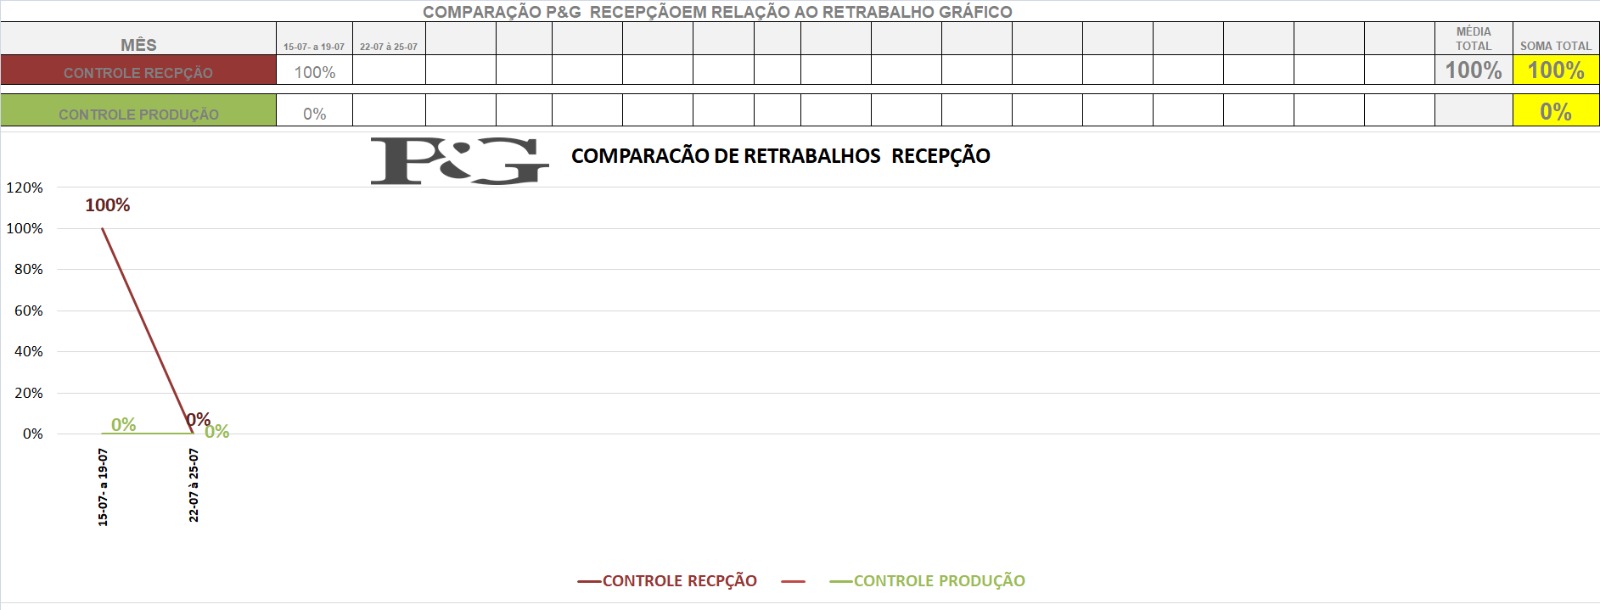 COMPARAÇÃO P&G RECEPÇÃOEM RELAÇÃO AO RETRABALHO GRÁFICO
MÊS 15-07- a 19-07 22-07 à 25-07 MÉDIA TOTAL SOMA TOTAL
CONTROLE RECPÇÃO 100% 100% 100%
CONTROLE PRODUÇÃO 0% 0%
P&G COMPARACÃO DE RETRABALHOS RECEPÇÃO
120%
100%
100%
80%
60%
40%
20%
0%
0%
0%
0%
15-07- a 19-07
22-07 à 25-07
CONTROLE RECPÇÃO CONTROLE PRODUÇÃO